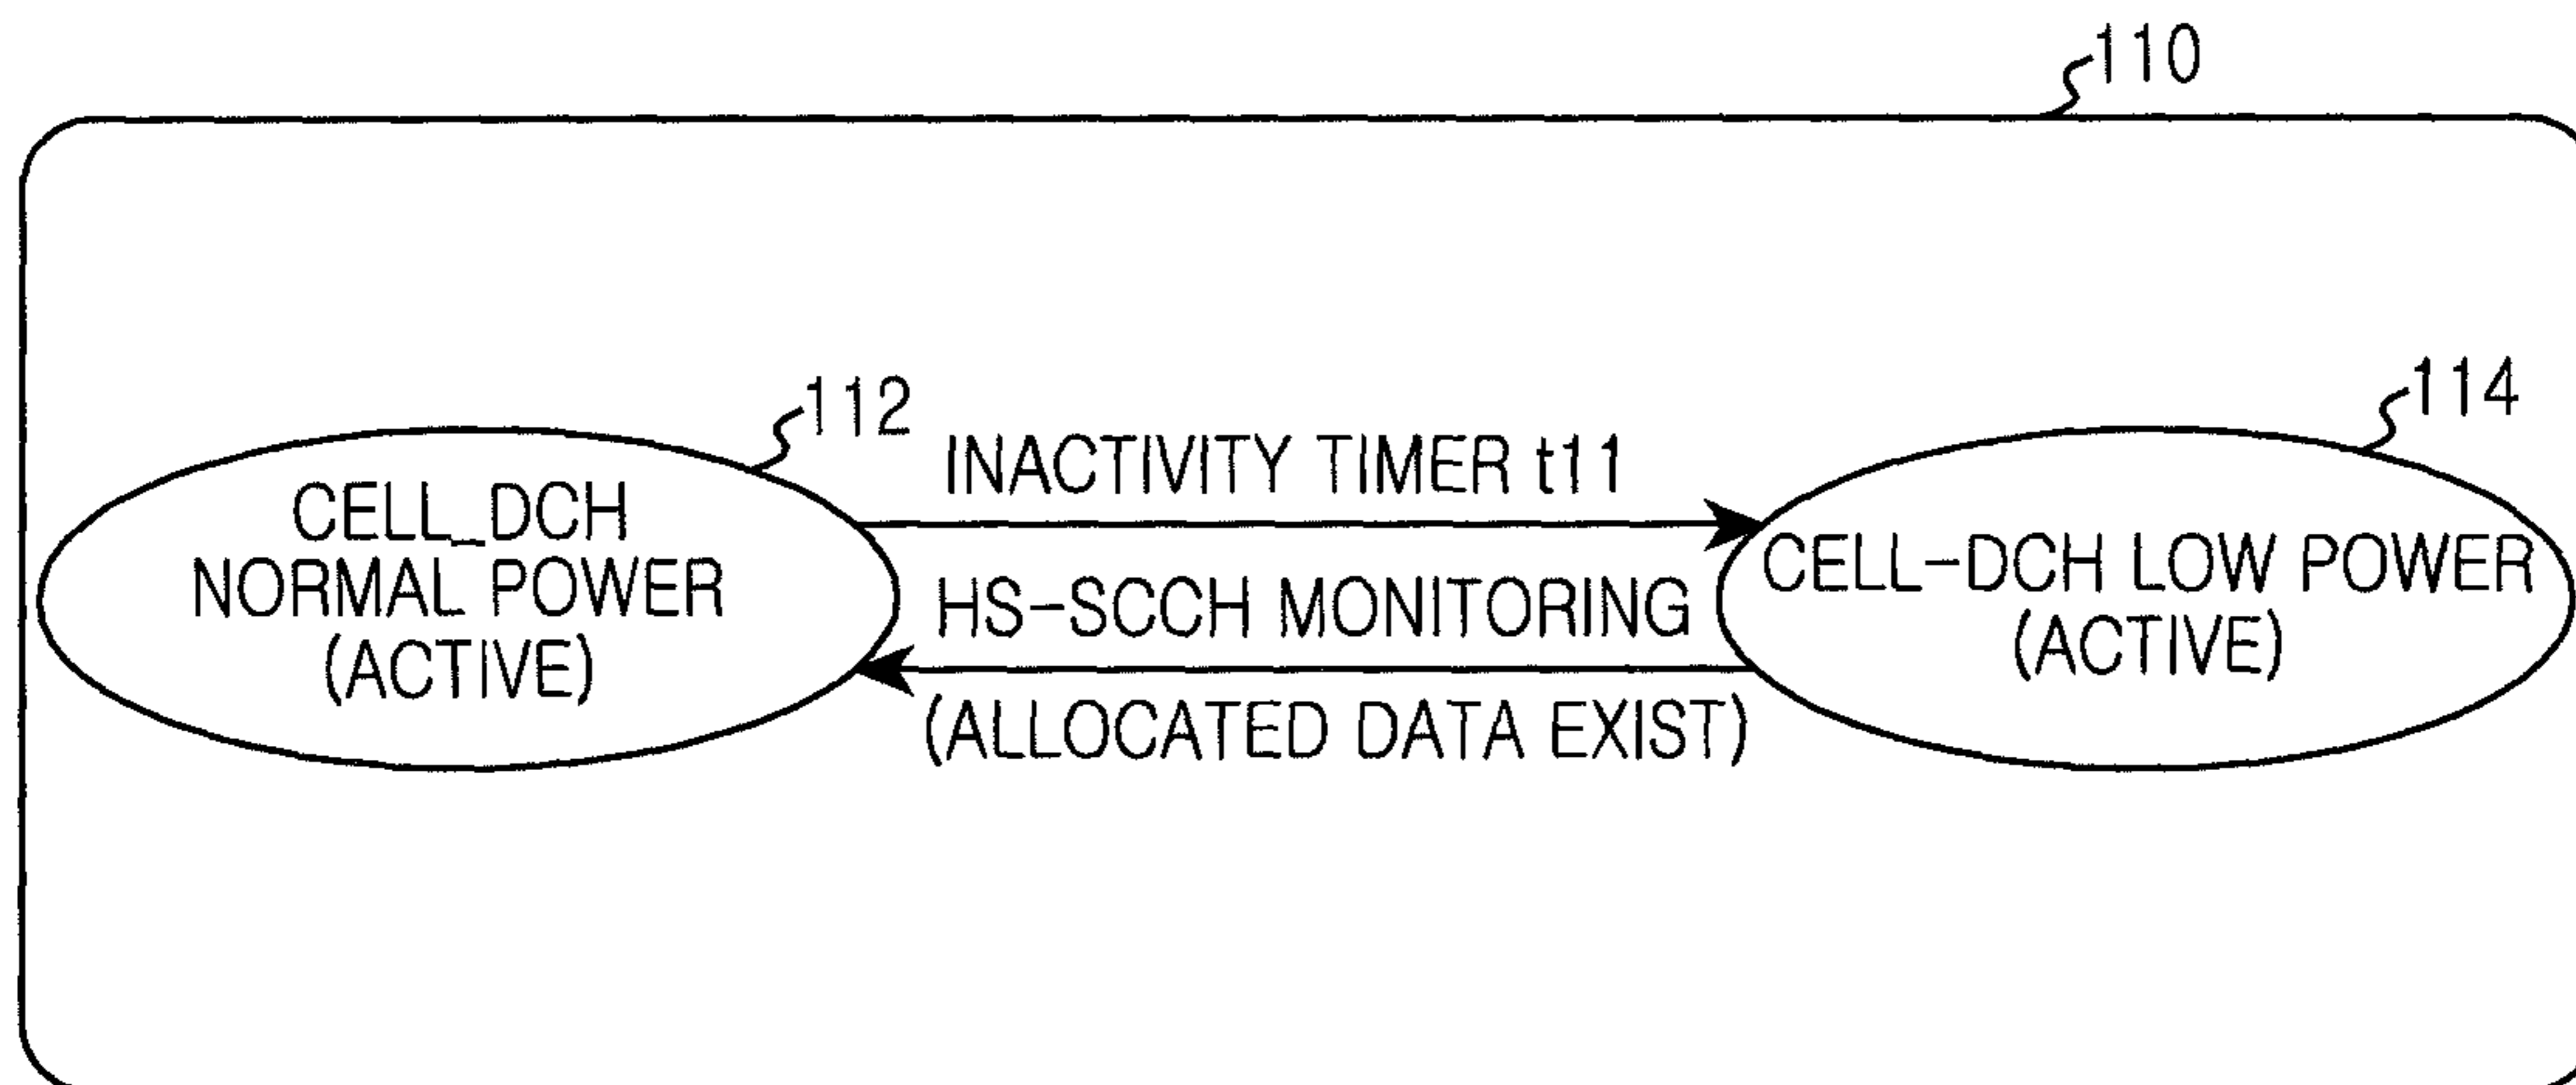 110
112
114
INACTIVITY TIMER t11
CELL_DCH
NORMAL POWER
(ACTIVE)
HS-SCCH MONITORING
(ALLOCATED DATA EXIST)
CELL-DCH LOW POWER
(ACTIVE)